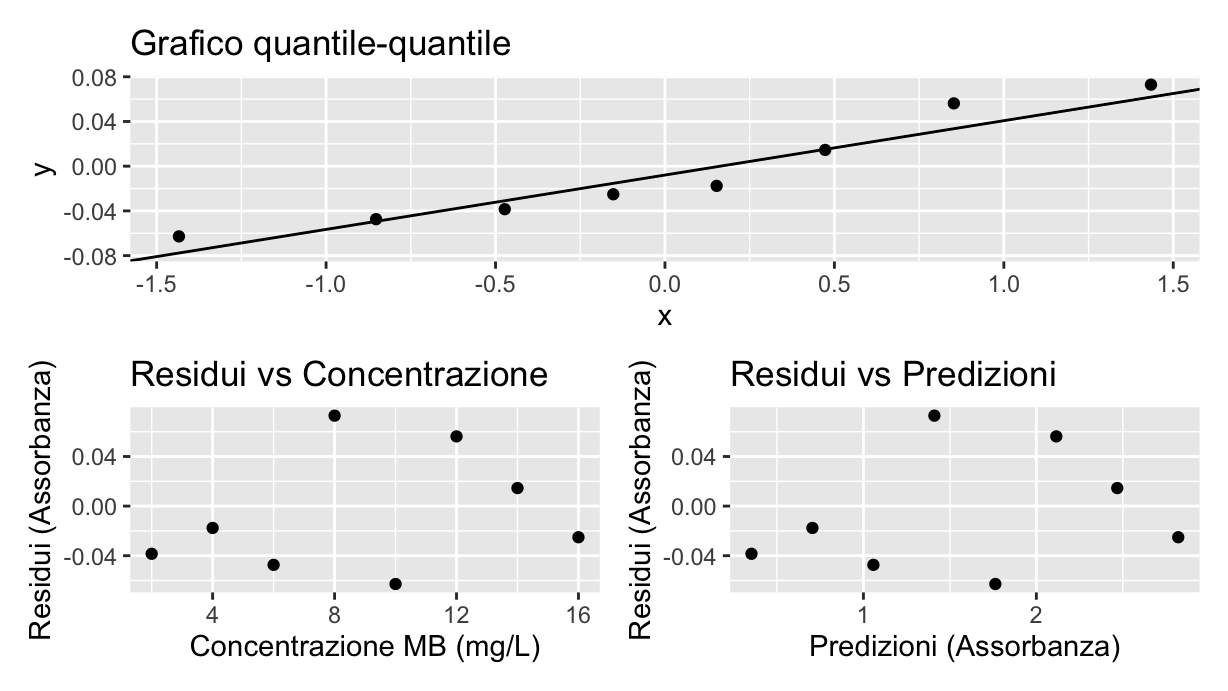 Grafico quantile-quantile
y
0.08
0.04
0.00
-0.04
-0.08
-1.5 -1.0 -0.5 0.0 0.5 1.0 1.5
x
Residui vs Concentrazione
Residui (Assorbanza)
0.04
0.00
-0.04
4 8 12 16
Concentrazione MB (mg/L)
Residui vs Predizioni
Residui (Assorbanza)
0.04
0.00
-0.04
1 2
Predizioni (Assorbanza)